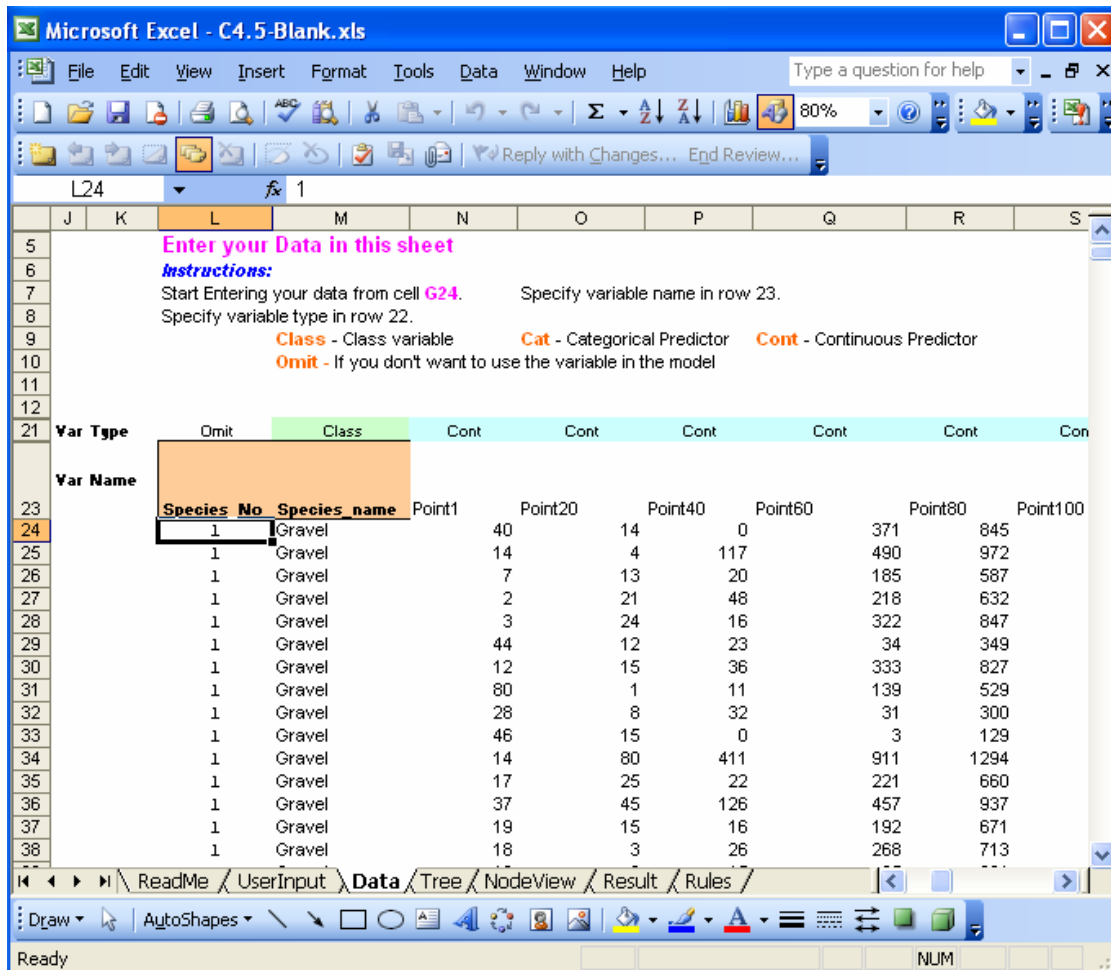 Microsoft Excel - C4.5-Blank.xls
File Edit View Insert Format Tools Data Window Help Type a question for help
80%
Reply with Changes... End Review...
L24 fx 1
J K L M N O P Q R S
5 Enter your Data in this sheet
6 Instructions:
7 Start Entering your data from cell G24. Specify variable name in row 23.
8 Specify variable type in row 22.
9 Class - Class variable Cat - Categorical Predictor Cont - Continuous Predictor
10 Omit - If you don't want to use the variable in the model
11
12
21 Var Type Omit Class Cont Cont Cont Cont Cont Con
Var Name
23 Species_No Species_name Point1 Point20 Point40 Point60 Point80 Point100
24 1 Gravel 40 14 0 371 845
25 1 Gravel 14 4 117 490 972
26 1 Gravel 7 13 20 185 587
27 1 Gravel 2 21 48 218 632
28 1 Gravel 3 24 16 322 847
29 1 Gravel 44 12 23 34 349
30 1 Gravel 12 15 36 333 827
31 1 Gravel 80 1 11 139 529
32 1 Gravel 28 8 32 31 300
33 1 Gravel 46 15 0 3 129
34 1 Gravel 14 80 411 911 1294
35 1 Gravel 17 25 22 221 660
36 1 Gravel 37 45 126 457 937
37 1 Gravel 19 15 16 192 671
38 1 Gravel 18 3 26 268 713
ReadMe UserInput Data Tree NodeView Result Rules
Draw AutoShapes
Ready NUM